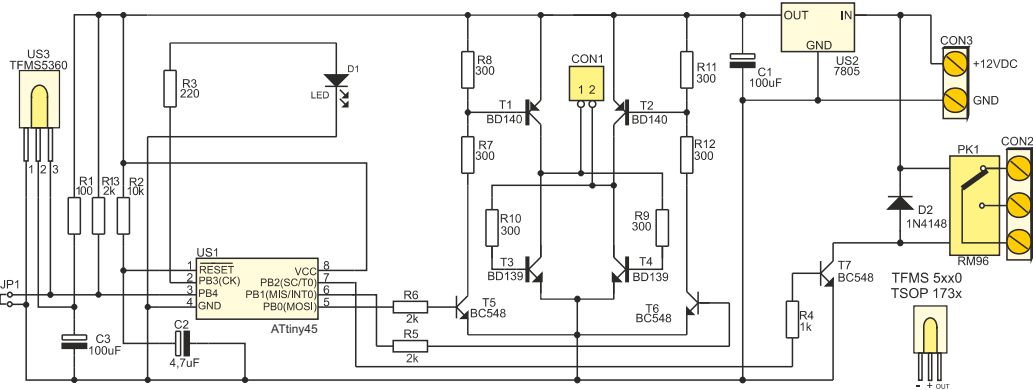 US3
TFMS5360
1 2 3
JP1
R1
100
R13
2k
R2
10k
C3
100uF
C2
4,7uF
R3
220
D1
LED
US1
1 RESET
2 PB3(CK)
3 PB4
4 GND
VCC 8
PB2(SC/T0) 7
PB1(MIS/INT0) 6
PB0(MOSI) 5
ATtiny45
R6
2k
R5
2k
R8
300
R7
300
T1
BD140
CON1
1 2
T2
BD140
R11
300
R12
300
R10
300
R9
300
T3
BD139
T4
BD139
T5
BC548
T6
BC548
C1
100uF
OUT IN
GND
US2
7805
CON3
+12VDC
GND
PK1
CON2
RM96
D2
1N4148
T7
BC548
R4
1k
TFMS 5xx0
TSOP 173x
- + OUT